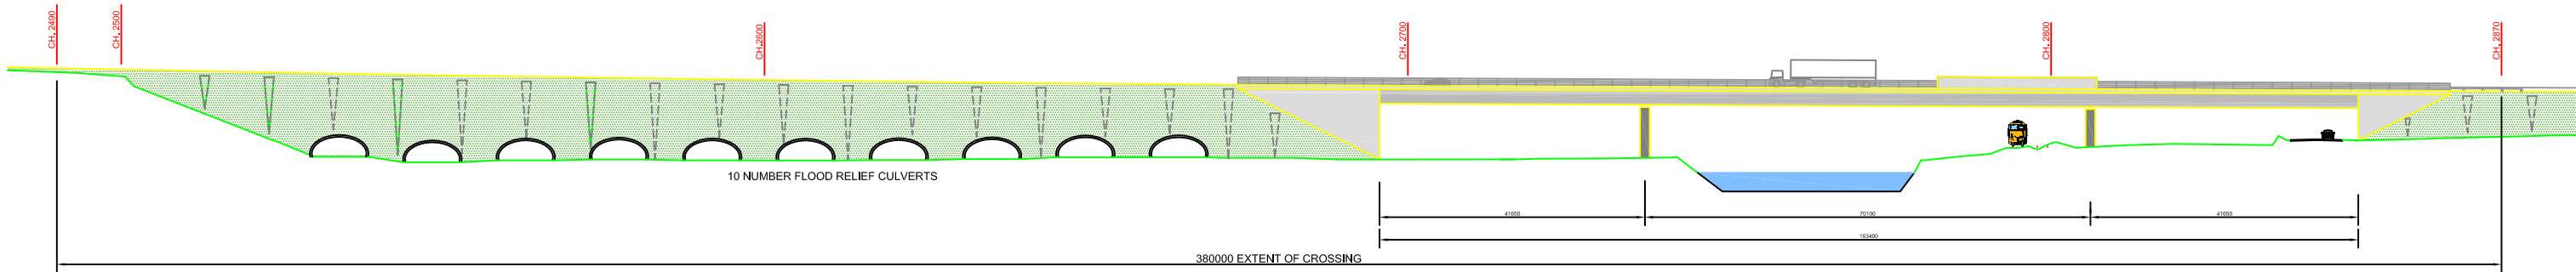 CH.2490
CH.2500
CH.2600
CH.2700
CH.2800
CH.2870
10 NUMBER FLOOD RELIEF CULVERTS
41650
70100
41650
153400
380000 EXTENT OF CROSSING